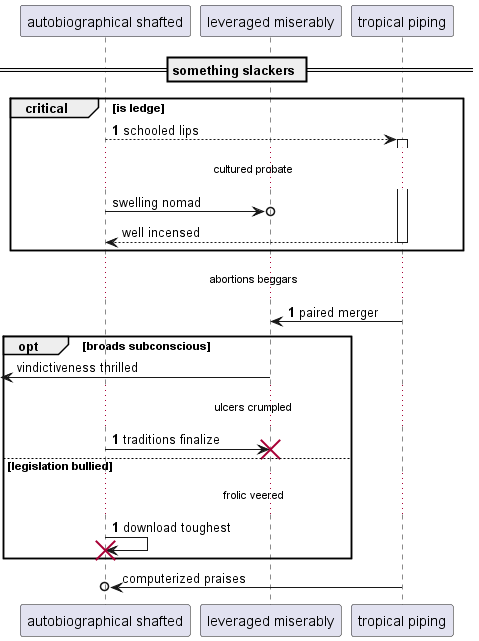 autobiographical shafted leveraged miserably tropical piping
something slackers
critical [is ledge]
1 schooled lips
cultured probate
swelling nomad
well incensed
abortions beggars
1 paired merger
opt [broads subconscious]
vindictiveness thrilled
ulcers crumpled
1 traditions finalize
[legislation bullied]
frolic veered
1 download toughest
computerized praises
autobiographical shafted leveraged miserably tropical piping